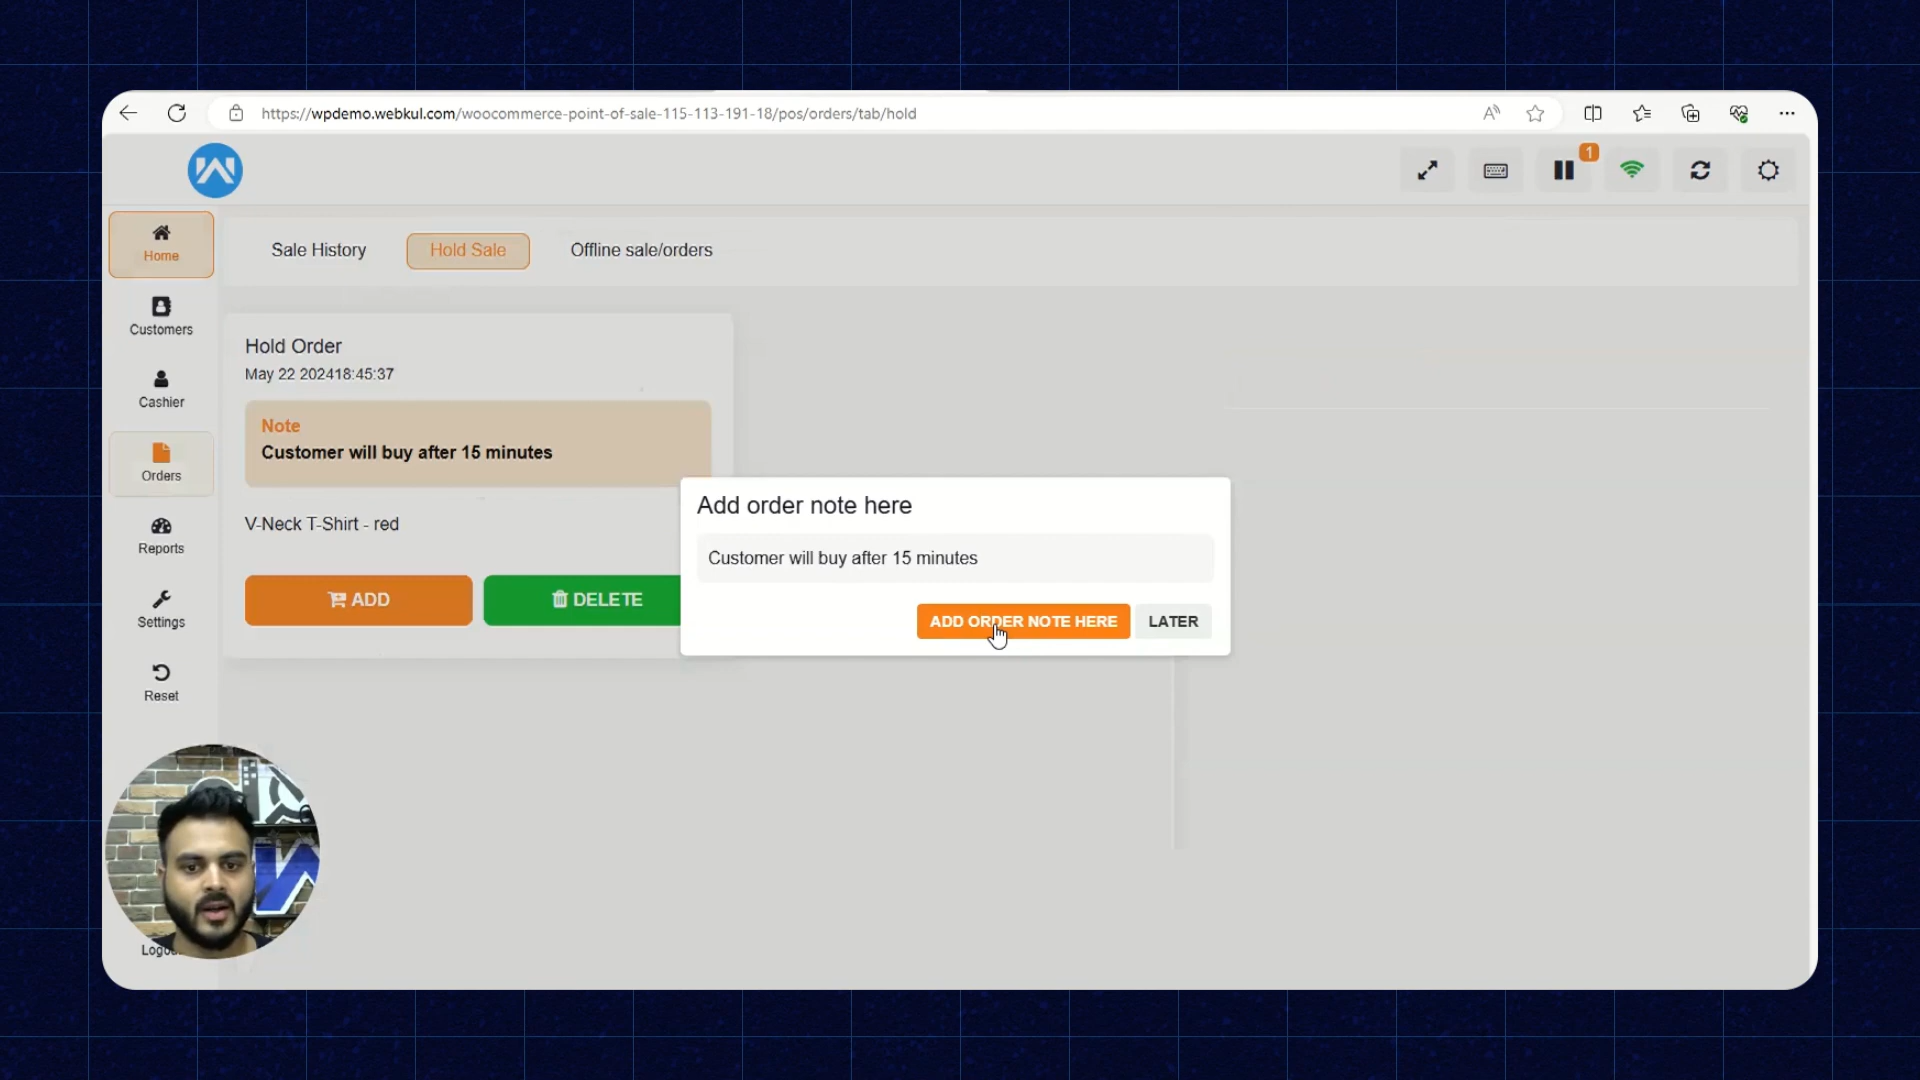 https://wpdemo.webkul.com/woocommerce-point-of-sale-115-113-191-18/pos/orders/tab/hold
1
Home
Customers
Cashier
Orders
Reports
Settings
Reset
Sale History
Hold Sale
Offline sale/orders
Hold Order
May 22 202418:45:37
Note
Customer will buy after 15 minutes
V-Neck T-Shirt - red
ADD
DELETE
Add order note here
Customer will buy after 15 minutes
ADD ORDER NOTE HERE
LATER